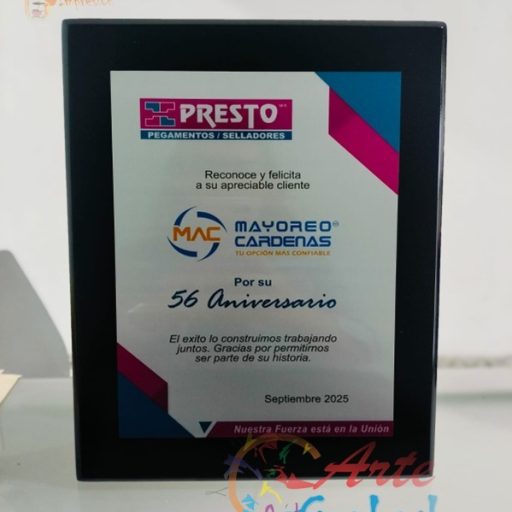 Impresión
PRESTO
PEGAMENTOS / SELLADORES
Reconoce y felicita
a su apreciable cliente
MAC MAYOREO
CARDENAS
TU OPCIÓN MAS CONFIABLE
Por su
56 Aniversario
El exito lo construimos trabajando
juntos. Gracias por permitirnos
ser parte de su historia.
Septiembre 2025
Nuestra Fuerza está en la Unión
Arte